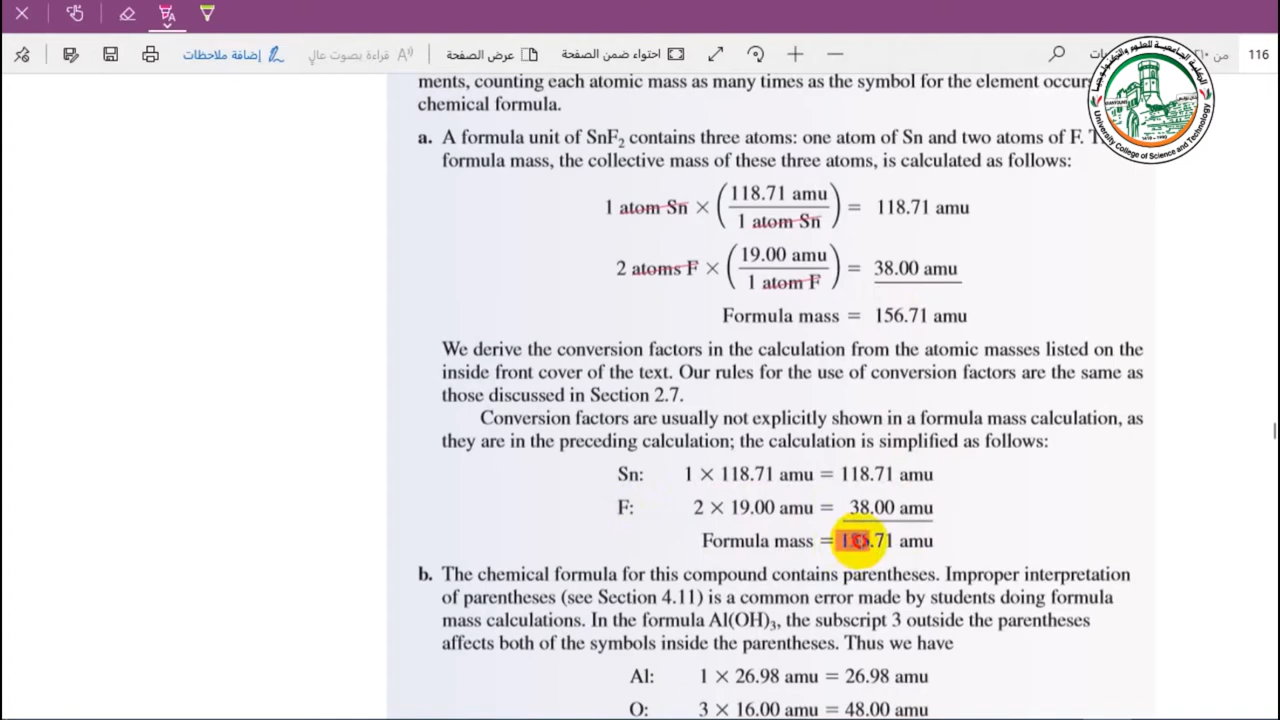 إضافة ملاحظات
قراءة بصوت عالٍ
عرض الصفحة
احتواء ضمن الصفحة
من
116
University College of Science and Technology
ments, counting each atomic mass as many times as the symbol for the element occur
chemical formula.
a. A formula unit of SnF₂ contains three atoms: one atom of Sn and two atoms of F. T
formula mass, the collective mass of these three atoms, is calculated as follows:
1 atom Sn × (118.71 amu / 1 atom Sn) = 118.71 amu
2 atoms F × (19.00 amu / 1 atom F) = 38.00 amu
Formula mass = 156.71 amu
We derive the conversion factors in the calculation from the atomic masses listed on the
inside front cover of the text. Our rules for the use of conversion factors are the same as
those discussed in Section 2.7.
Conversion factors are usually not explicitly shown in a formula mass calculation, as
they are in the preceding calculation; the calculation is simplified as follows:
Sn: 1 × 118.71 amu = 118.71 amu
F: 2 × 19.00 amu = 38.00 amu
Formula mass = .71 amu
b. The chemical formula for this compound contains parentheses. Improper interpretation
of parentheses (see Section 4.11) is a common error made by students doing formula
mass calculations. In the formula Al(OH)₃, the subscript 3 outside the parentheses
affects both of the symbols inside the parentheses. Thus we have
Al: 1 × 26.98 amu = 26.98 amu
O: 3 × 16.00 amu = 48.00 amu